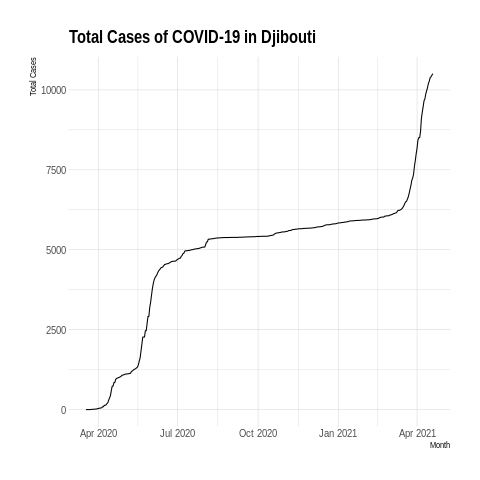 Total Cases of COVID-19 in Djibouti
Total Cases
10000
7500
5000
2500
0
Apr 2020 Jul 2020 Oct 2020 Jan 2021 Apr 2021
Month